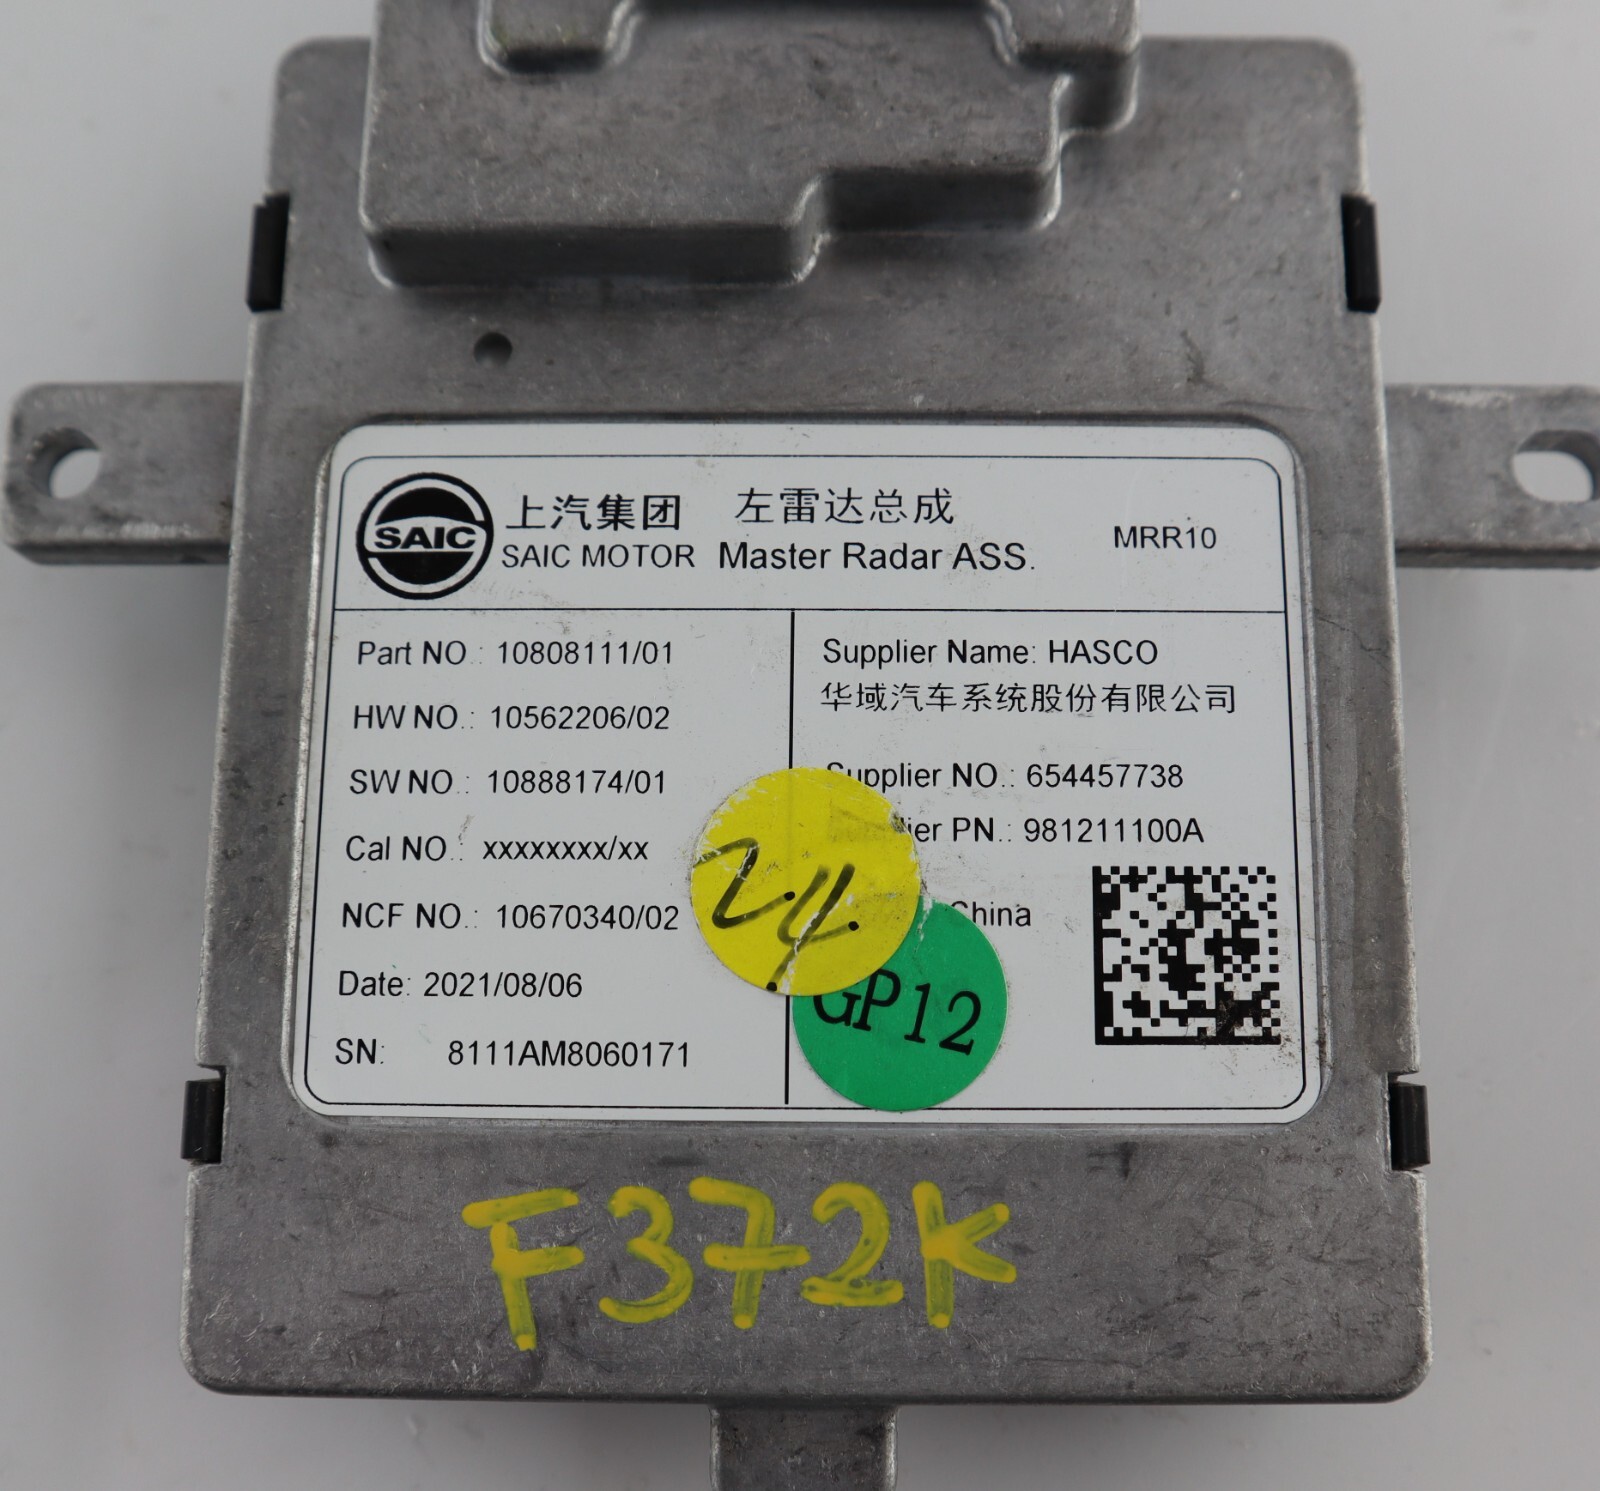 SAIC
上汽集团 左雷达总成
SAIC MOTOR Master Radar ASS.
MRR10
Part NO.: 10808111/01
HW NO.: 10562206/02
SW NO.: 10888174/01
Cal NO.: xxxxxxxx/xx
NCF NO.: 10670340/02
Date: 2021/08/06
SN: 8111AM8060171
Supplier Name: HASCO
华域汽车系统股份有限公司
Supplier NO.: 654457738
PN.: 981211100A
China
24
GP12
F372K